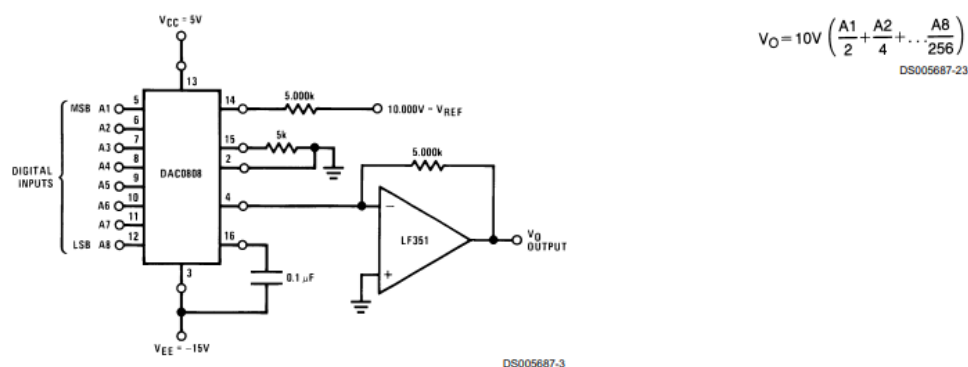 V_CC = 5V
13
MSB A1 5
A2 6
A3 7
A4 8
A5 9
A6 10
A7 11
LSB A8 12
DIGITAL
INPUTS
DAC0808
14
5.000k
10.000V = V_REF
15
5k
2
4
16
0.1 μF
3
V_EE = −15V
5.000k
−
LF351
+
V_O
OUTPUT
DS005687-3
V_O=10V (A1/2+A2/4+...A8/256)
DS005687-23